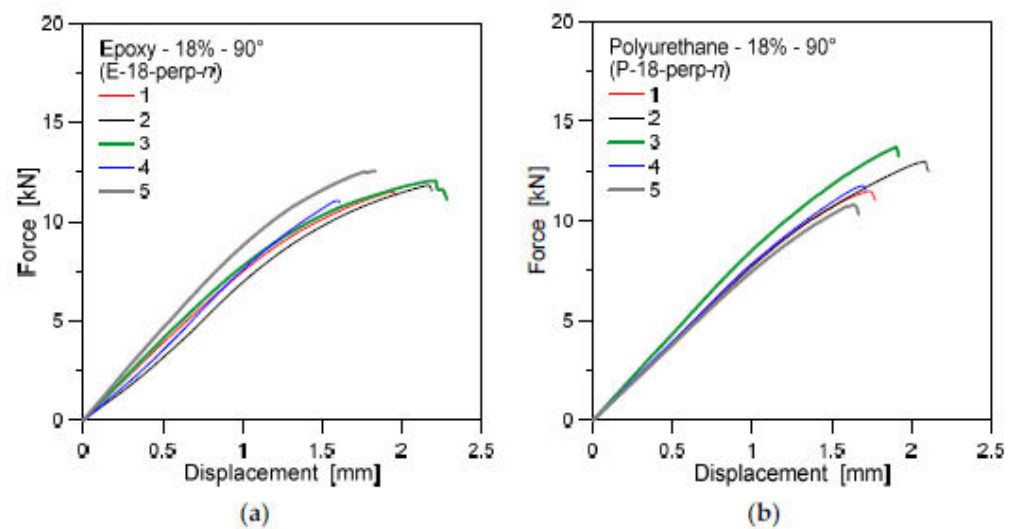 20
Epoxy - 18% - 90°
(E-18-perp-n)
1
2
3
4
5
15
10
5
0
Force [kN]
0 0.5 1 1.5 2 2.5
Displacement [mm]
(a)
20
Polyurethane - 18% - 90°
(P-18-perp-n)
1
2
3
4
5
15
10
5
0
Force [kN]
0 0.5 1 1.5 2 2.5
Displacement [mm]
(b)